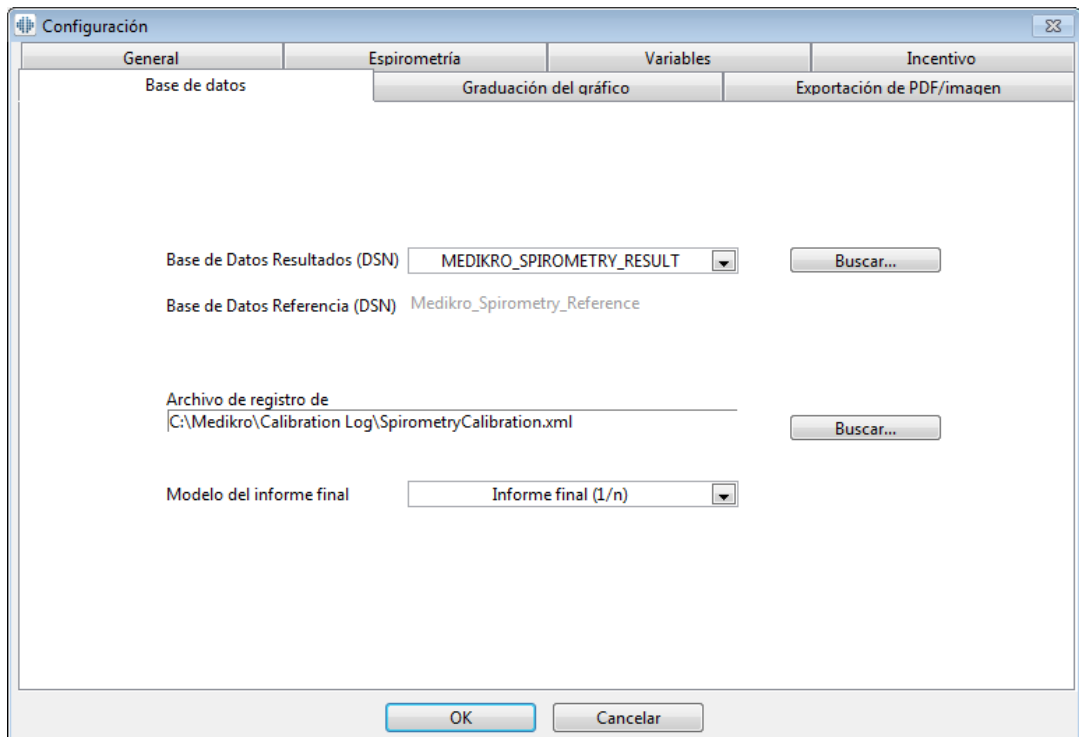 Configuración
General Espirometría Variables Incentivo
Base de datos Graduación del gráfico Exportación de PDF/imagen
Base de Datos Resultados (DSN) MEDIKRO_SPIROMETRY_RESULT Buscar...
Base de Datos Referencia (DSN) Medikro_Spirometry_Reference
Archivo de registro de
C:\Medikro\Calibration Log\SpirometryCalibration.xml Buscar...
Modelo del informe final Informe final (1/n)
OK Cancelar